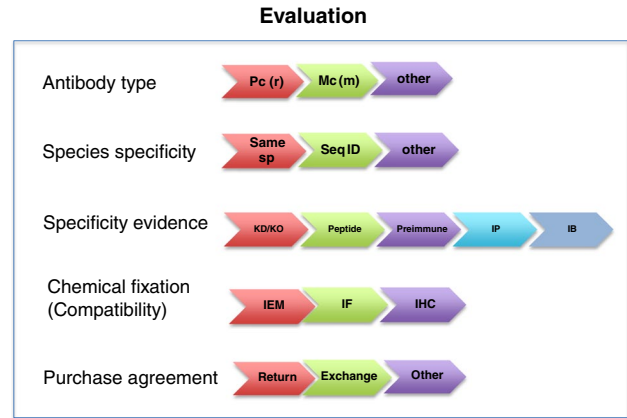 Evaluation
Antibody type
Pc (r)
Mc (m)
other
Species specificity
Same
sp
Seq ID
other
Specificity evidence
KD/KO
Peptide
Preimmune
IP
IB
Chemical fixation
(Compatibility)
IEM
IF
IHC
Purchase agreement
Return
Exchange
Other